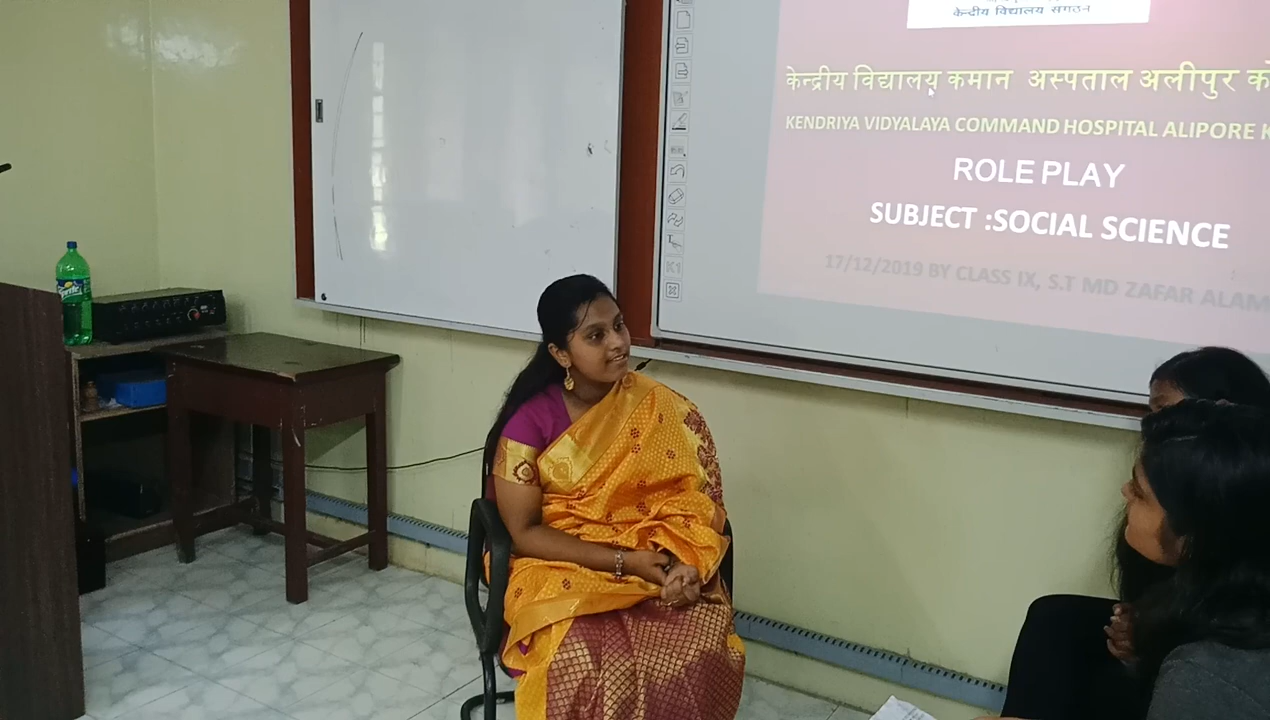 केन्द्रीय विद्यालय संगठन
केन्द्रीय विद्यालय कमान अस्पताल अलीपुर
KENDRIYA VIDYALAYA COMMAND HOSPITAL ALIPORE K
ROLE PLAY
SUBJECT :SOCIAL SCIENCE
17/12/2019 BY CLASS IX, S.T MD ZAFAR ALAM
Sprite